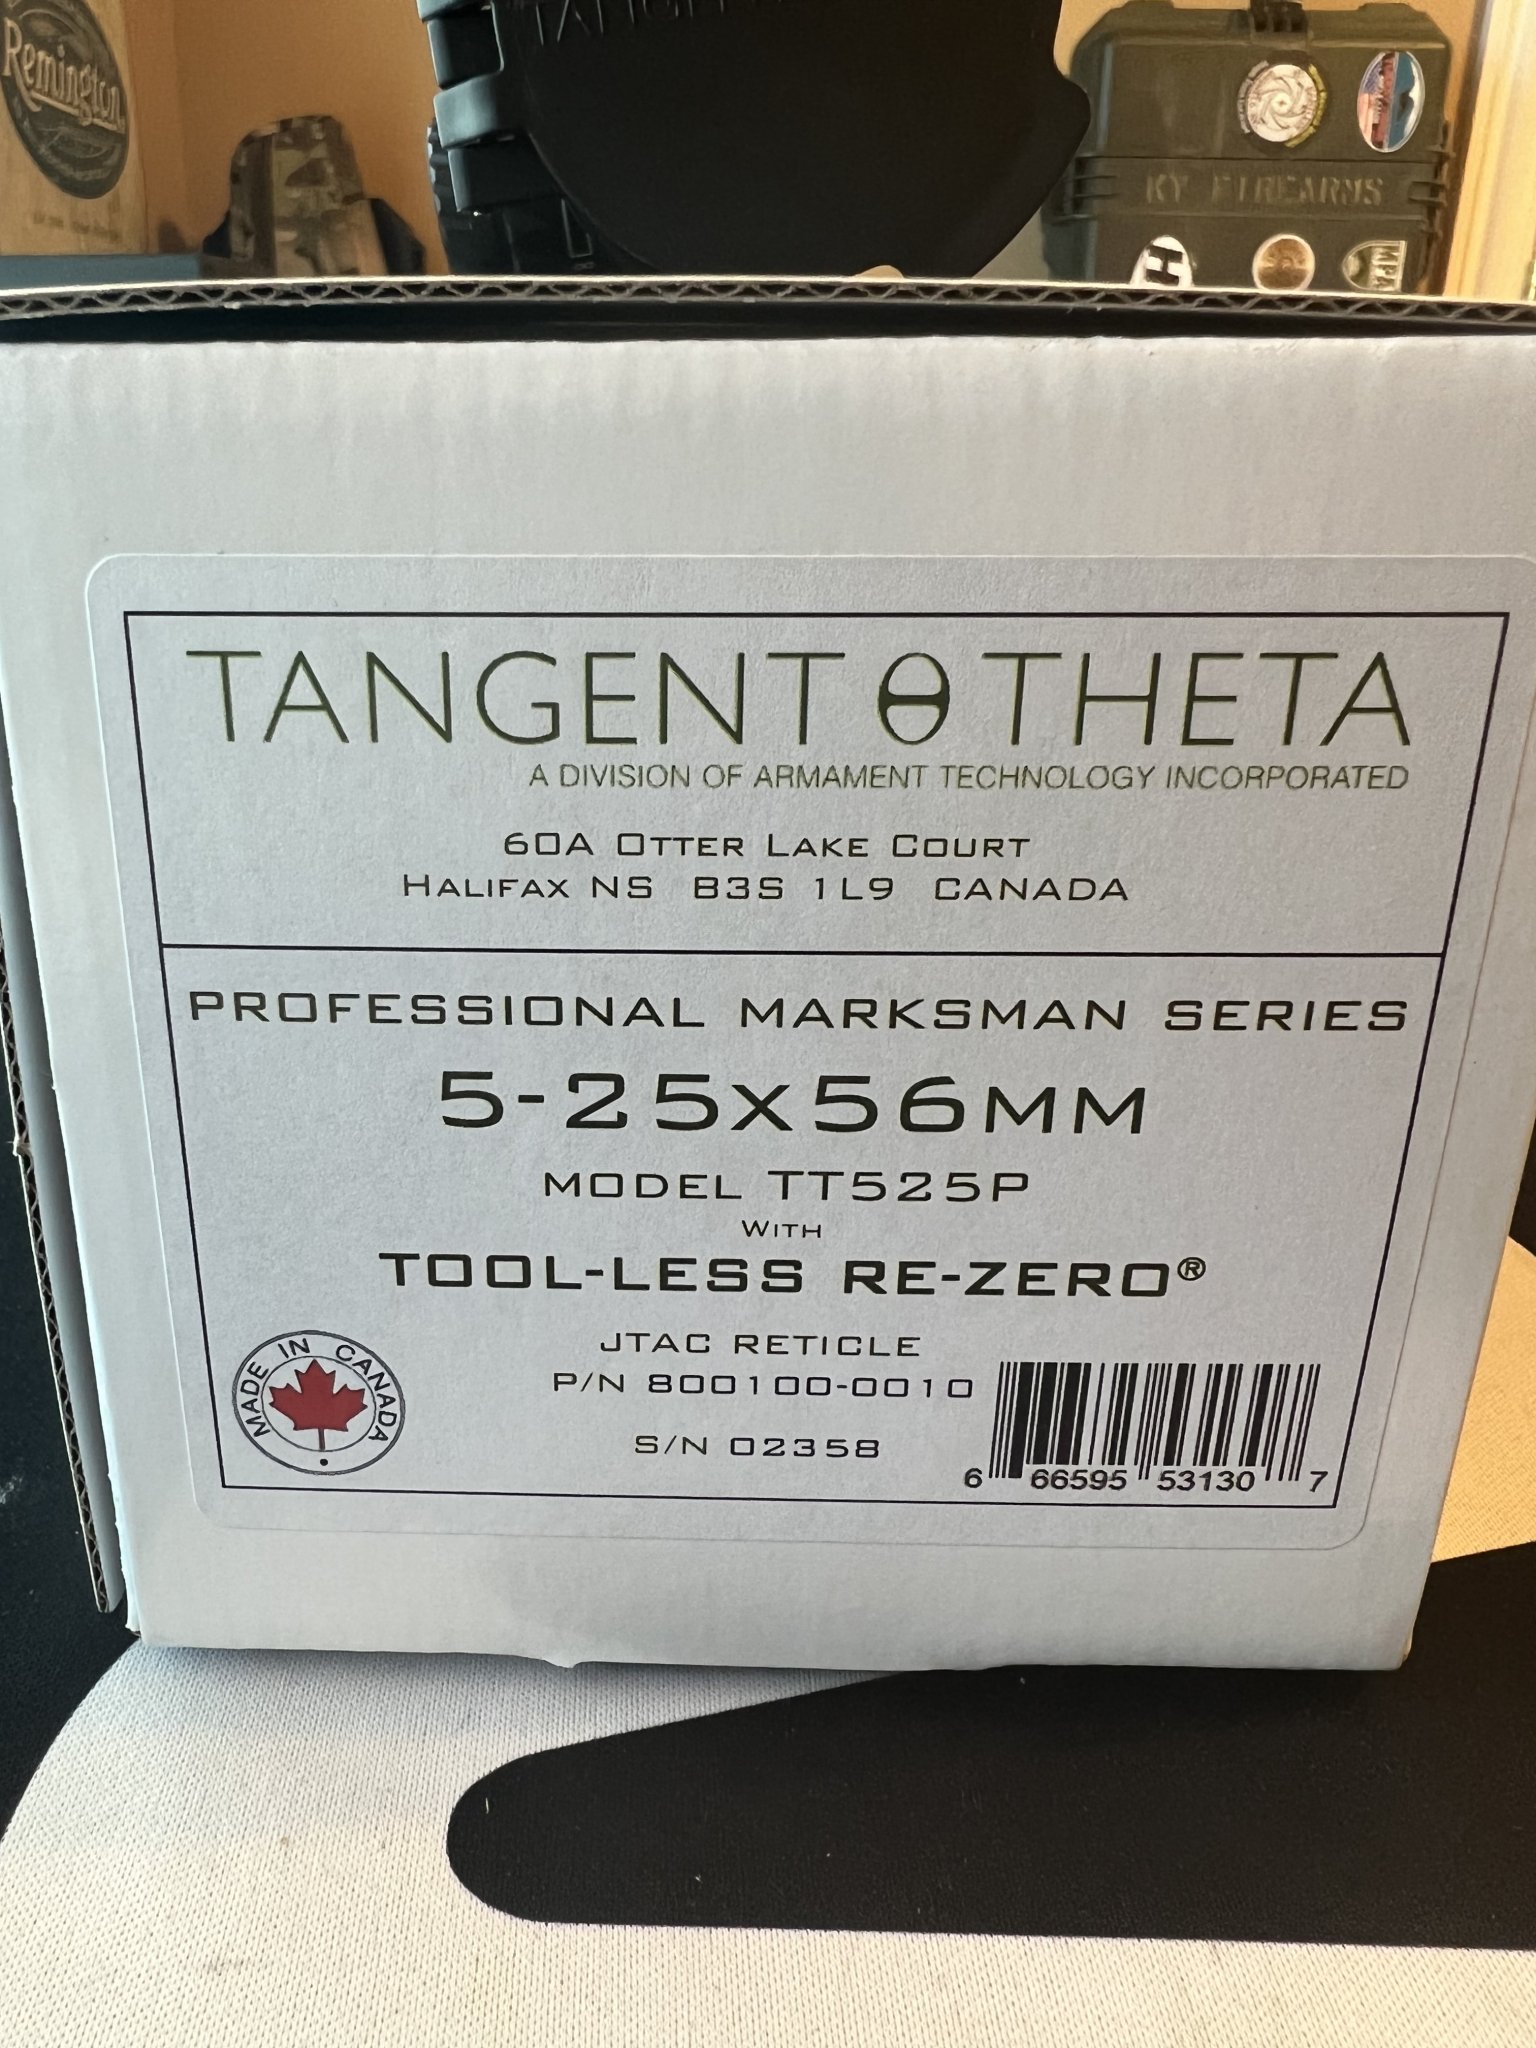 Remington
KY FIREARMS
H
TANGENT θ THETA
A DIVISION OF ARMAMENT TECHNOLOGY INCORPORATED
60A OTTER LAKE COURT
HALIFAX NS B3S 1L9 CANADA
PROFESSIONAL MARKSMAN SERIES
5-25x56MM
MODEL TT525P
WITH
TOOL-LESS RE-ZERO®
JTAC RETICLE
P/N 800100-0010
S/N 02358
MADE IN CANADA
6 66595 53130 7